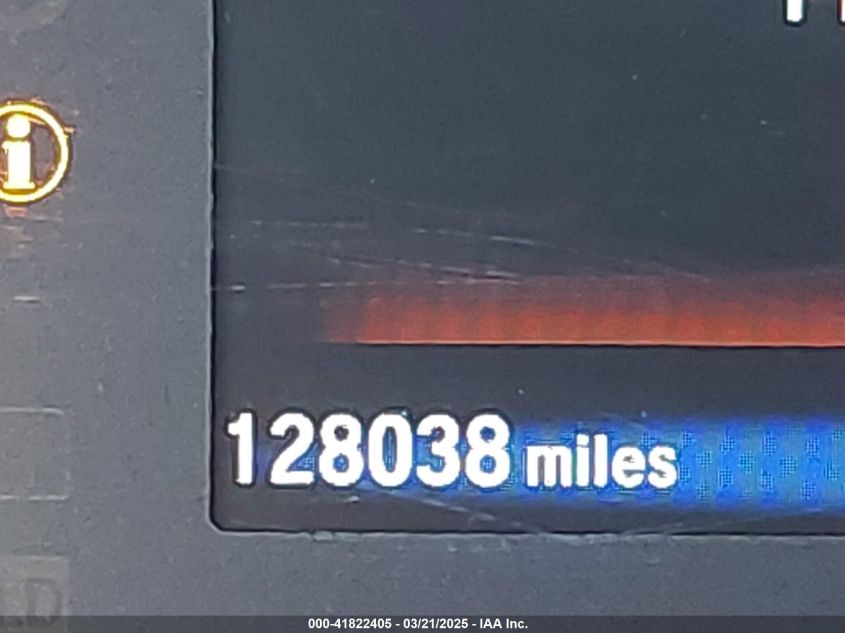 i
128038 miles
000-41822405 - 03/21/2025 - IAA Inc.